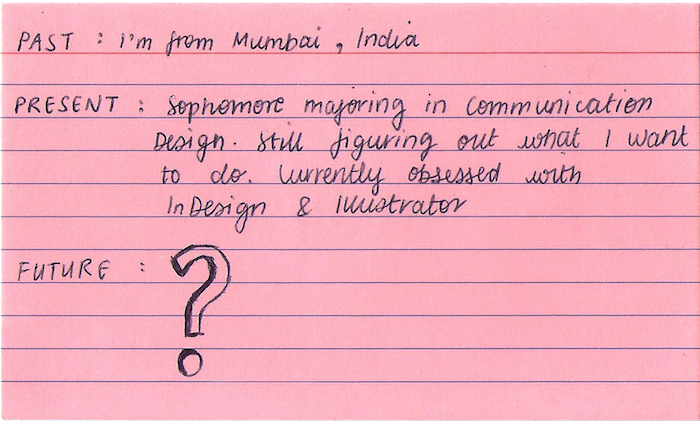 PAST : I'm from Mumbai, India
PRESENT : Sophomore majoring in Communication
Design. Still figuring out what I want
to do. Currently obsessed with
InDesign & Illustrator
FUTURE : ?